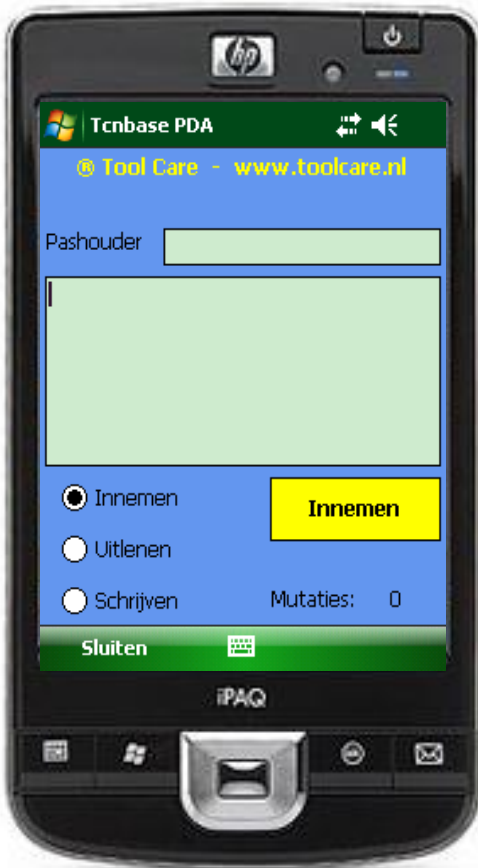 hp
Tcnbase PDA
® Tool Care - www.toolcare.nl
Pashouder
Innemen
Innemen
Uitlenen
Schrijven
Mutaties: 0
Sluiten
iPAQ